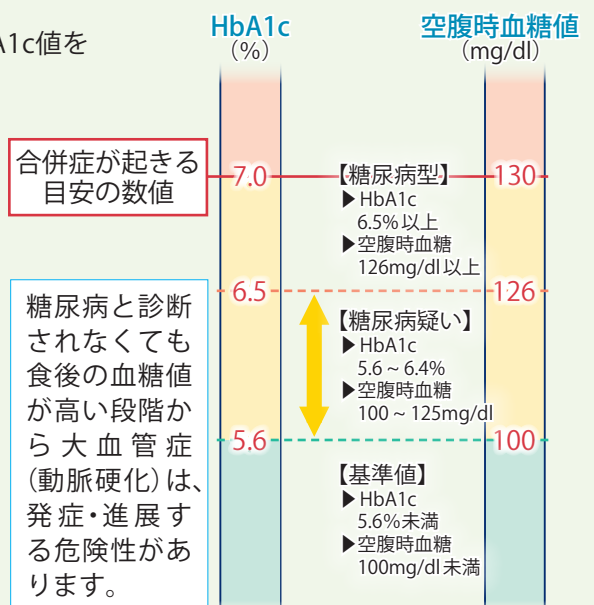 A1c値を
HbA1c
(%)
空腹時血糖値
(mg/dl)
合併症が起きる
目安の数値
7.0
【糖尿病型】
▶HbA1c
6.5%以上
▶空腹時血糖
126mg/dl以上
130
6.5
126
糖尿病と診断
されなくても
食後の血糖値
が高い段階か
ら大血管症
(動脈硬化)は、
発症・進展す
る危険性があ
ります。
【糖尿病疑い】
▶HbA1c
5.6～6.4%
▶空腹時血糖
100～125mg/dl
5.6
100
【基準値】
▶HbA1c
5.6%未満
▶空腹時血糖
100mg/dl未満